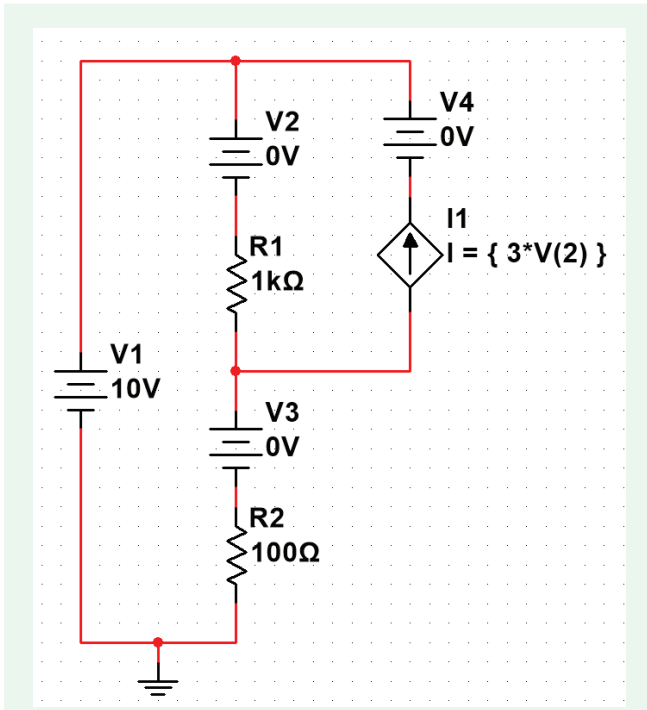 V4
0V
V2
0V
I1
I = { 3*V(2) }
R1
1kΩ
V1
10V
V3
0V
R2
100Ω